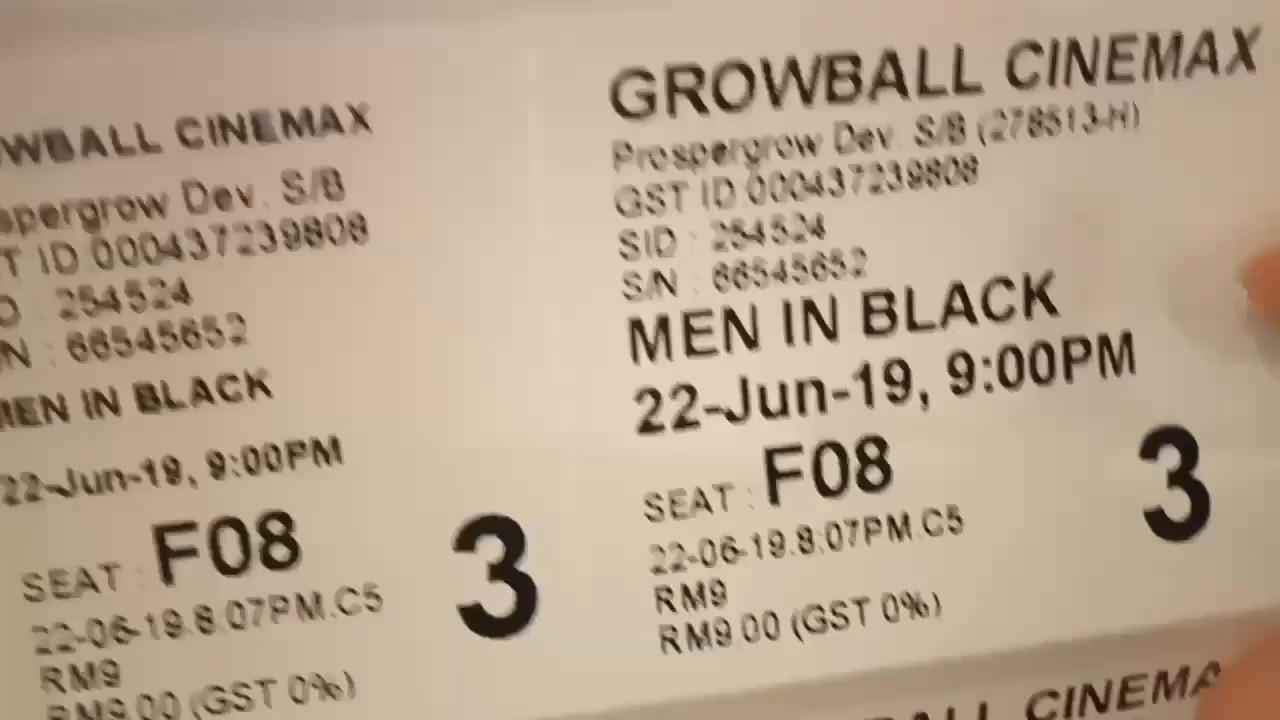 WBALL CINEMAX
spergrow Dev. S/B
T ID 000437239808
: 254524
N : 66545652
MEN IN BLACK
22-Jun-19, 9:00PM
SEAT : F08
3
22-06-19.8:07PM.C5
RM9
RM9.00 (GST 0%)
GROWBALL CINEMAX
Prospergrow Dev. S/B (278513-H)
GST ID 000437239808
SID : 254524
S/N : 66545652
MEN IN BLACK
22-Jun-19, 9:00PM
SEAT : F08
3
22-06-19.8:07PM.C5
RM9
RM9.00 (GST 0%)
CINEMA